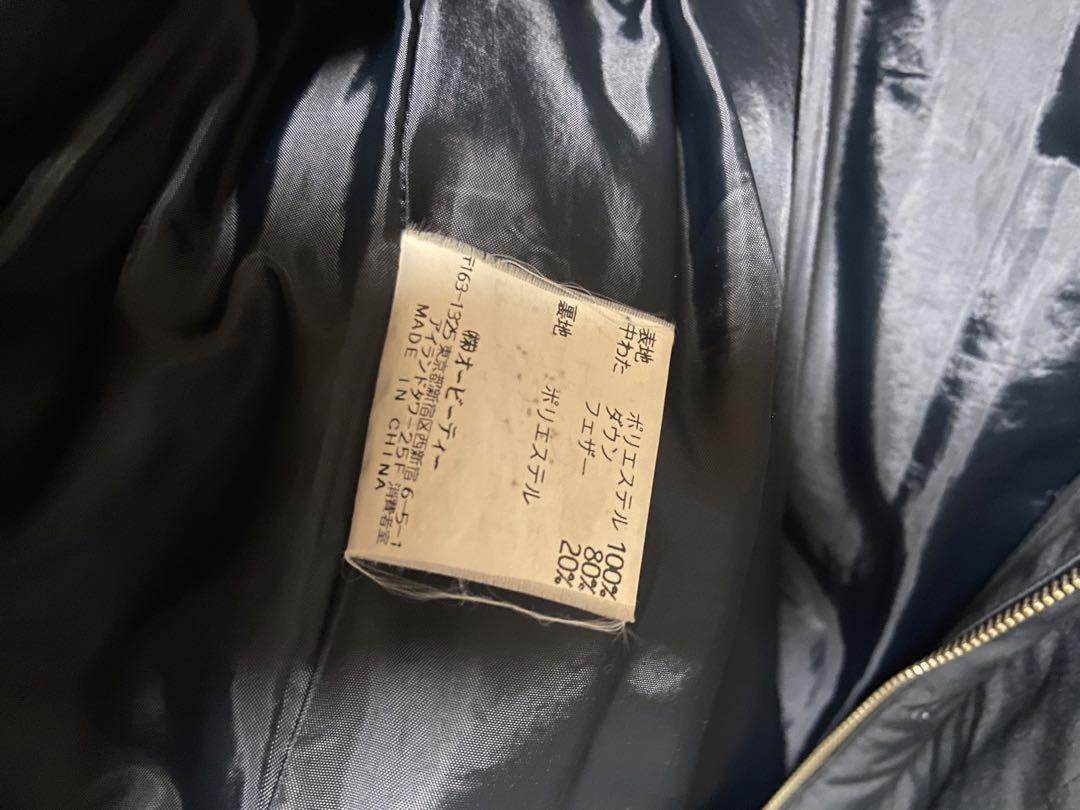 表地 ポリエステル 100%
中わた ダウン 80%
フェザー 20%
裏地 ポリエステル
㈱オービーティー
〒163-1325 東京都新宿区西新宿6-5-1
アイランドタワー25F 消費者室
MADE IN CHINA